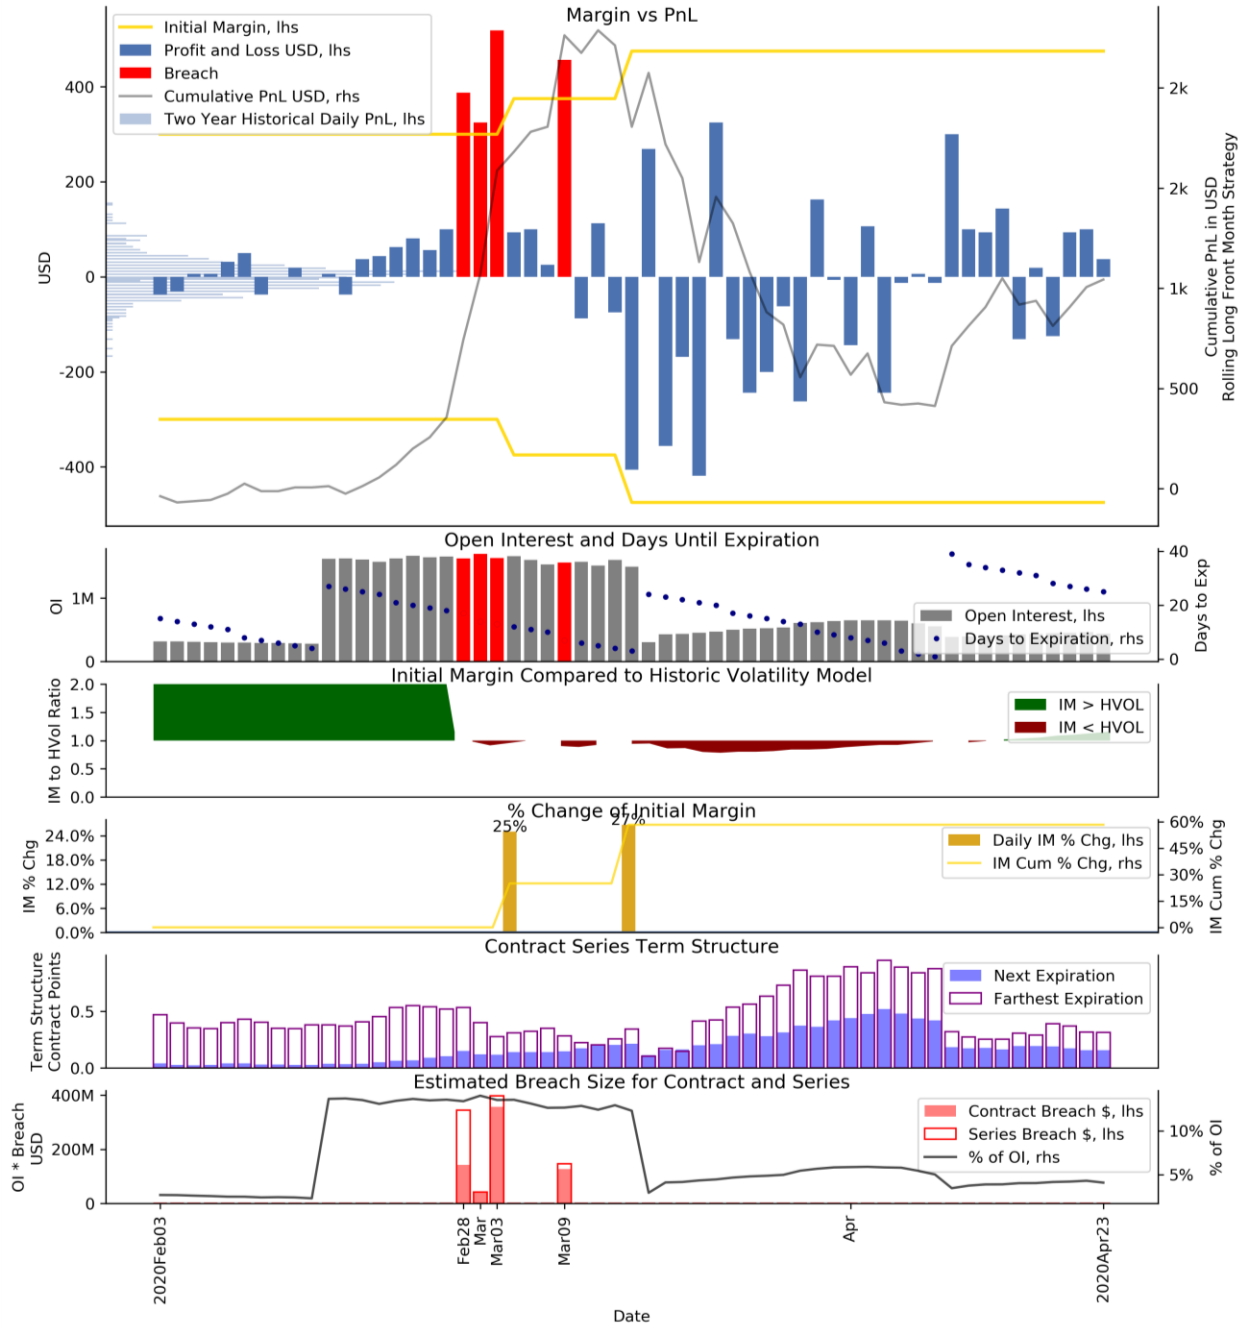 Margin vs PnL
Initial Margin, lhs
Profit and Loss USD, lhs
Breach
Cumulative PnL USD, rhs
Two Year Historical Daily PnL, lhs
400
200
0
-200
-400
USD
2k
2k
1k
500
0
Cumulative PnL in USD
Rolling Long Front Month Strategy
Open Interest and Days Until Expiration
1M
0
OI
40
20
0
Days to Exp
Open Interest, lhs
Days to Expiration, rhs
Initial Margin Compared to Historic Volatility Model
2.0
1.5
1.0
0.5
0.0
IM to HVol Ratio
IM > HVOL
IM < HVOL
% Change of Initial Margin
25%
27%
24.0%
18.0%
12.0%
6.0%
0.0%
IM % Chg
60%
45%
30%
15%
0%
IM Cum % Chg
Daily IM % Chg, lhs
IM Cum % Chg, rhs
Contract Series Term Structure
0.5
0.0
Term Structure
Contract Points
Next Expiration
Farthest Expiration
Estimated Breach Size for Contract and Series
400M
200M
0
OI * Breach
USD
10%
5%
% of OI
Contract Breach $, lhs
Series Breach $, lhs
% of OI, rhs
2020Feb03
Feb28
Mar
Mar03
Mar09
Apr
2020Apr23
Date